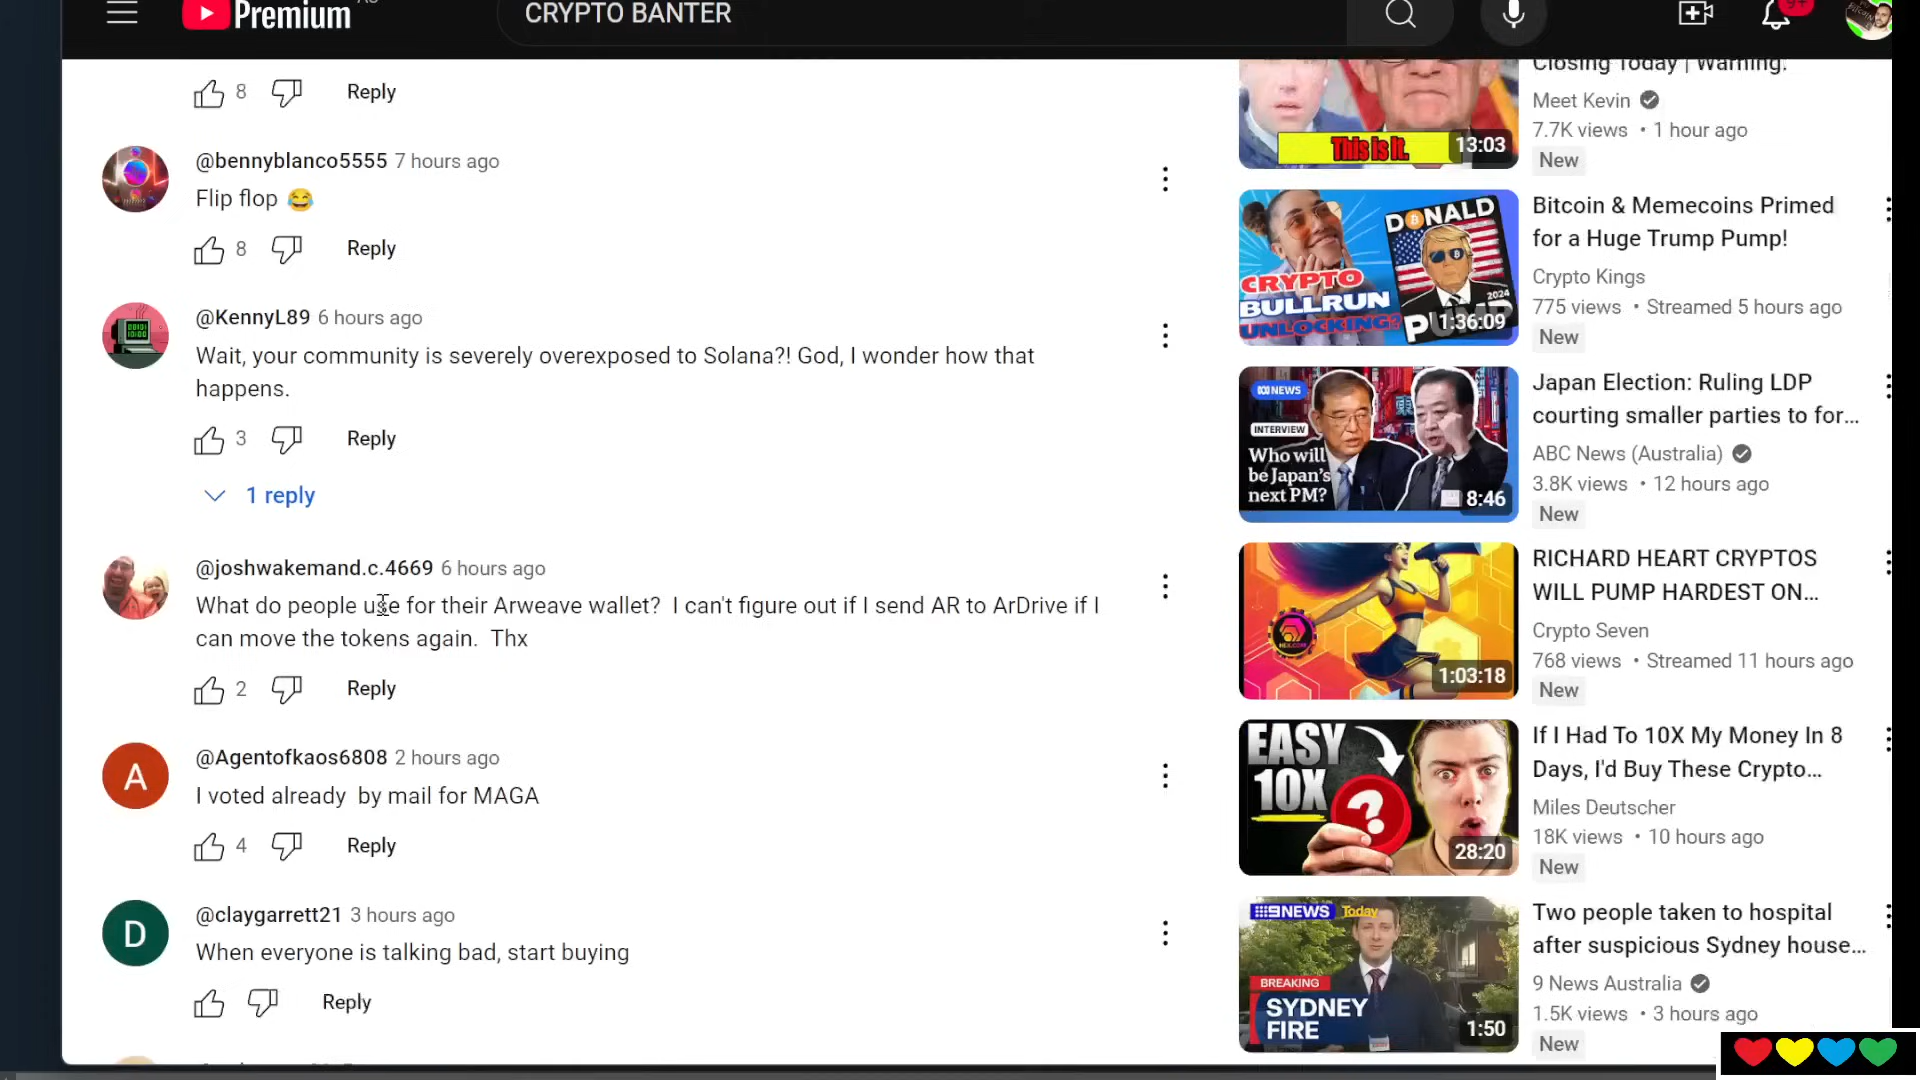 Premium
CRYPTO BANTER
9+
8
Reply
@bennyblanco5555 7 hours ago
Flip flop 😂
8
Reply
@KennyL89 6 hours ago
Wait, your community is severely overexposed to Solana?! God, I wonder how that
happens.
3
Reply
1 reply
@joshwakemand.c.4669 6 hours ago
What do people use for their Arweave wallet?  I can't figure out if I send AR to ArDrive if I
can move the tokens again.  Thx
2
Reply
A
@Agentofkaos6808 2 hours ago
I voted already  by mail for MAGA
4
Reply
D
@claygarrett21 3 hours ago
When everyone is talking bad, start buying
Reply
This is It.
13:03
Closing Today | Warning.
Meet Kevin
7.7K views • 1 hour ago
New
CRYPTO
BULLRUN
UNLOCKING?
DONALD
2024
1:36:09
Bitcoin & Memecoins Primed
for a Huge Trump Pump!
Crypto Kings
775 views • Streamed 5 hours ago
New
NEWS
INTERVIEW
Who will
be Japan's
next PM?
8:46
Japan Election: Ruling LDP
courting smaller parties to for...
ABC News (Australia)
3.8K views • 12 hours ago
New
HEX.COM
1:03:18
RICHARD HEART CRYPTOS
WILL PUMP HARDEST ON...
Crypto Seven
768 views • Streamed 11 hours ago
New
EASY
10X
?
28:20
If I Had To 10X My Money In 8
Days, I'd Buy These Crypto...
Miles Deutscher
18K views • 10 hours ago
New
9NEWS Today
BREAKING
SYDNEY
FIRE
1:50
Two people taken to hospital
after suspicious Sydney house...
9 News Australia
1.5K views • 3 hours ago
New